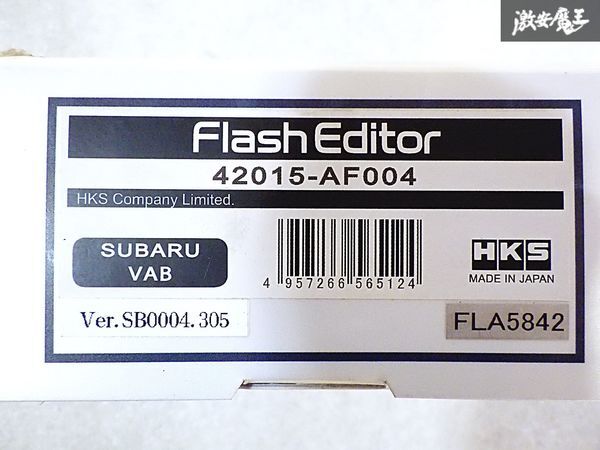 激安魔王
Flash Editor
42015-AF004
HKS Company Limited.
SUBARU
VAB
4 957266 565124
HKS
MADE IN JAPAN
Ver.SB0004.305
FLA5842